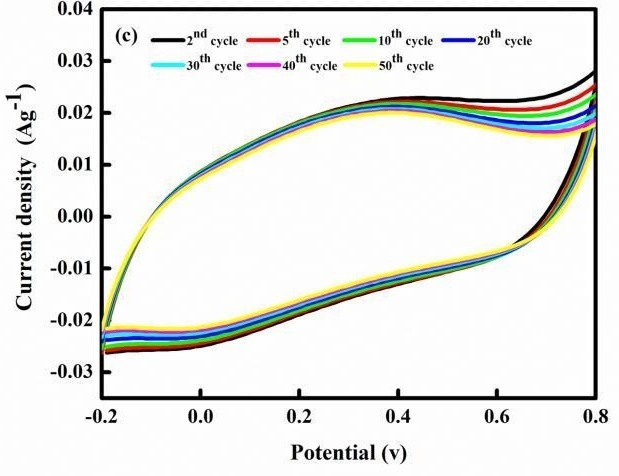 (c)
2nd cycle 5th cycle 10th cycle 20th cycle
30th cycle 40th cycle 50th cycle
Current density (Ag-1)
0.04
0.03
0.02
0.01
0.00
-0.01
-0.02
-0.03
-0.2 0.0 0.2 0.4 0.6 0.8
Potential (v)